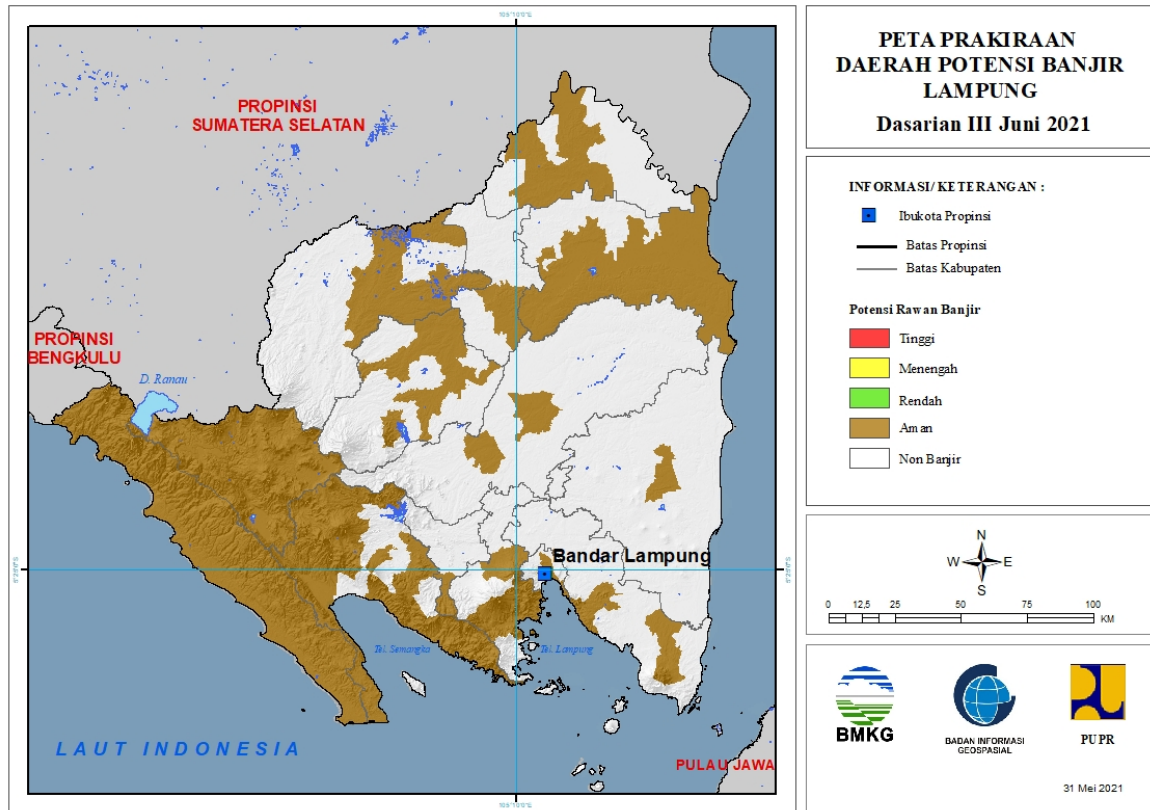 PETA PRAKIRAAN
DAERAH POTENSI BANJIR
LAMPUNG
Dasarian III Juni 2021
INFORMASI/ KETERANGAN :
Ibukota Propinsi
Batas Propinsi
Batas Kabupaten
Potensi Rawan Banjir
Tinggi
Menengah
Rendah
Aman
Non Banjir
N
W
E
S
0
12,5
25
50
75
100
KM
BMKG
BADAN INFORMASI
GEOSPASIAL
PUPR
31 Mei 2021
PROPINSI
SUMATERA SELATAN
PROPINSI
BENGKULU
D. Ranau
Bandar Lampung
Tel. Semangka
Tel. Lampung
LAUT INDONESIA
PULAU JAWA